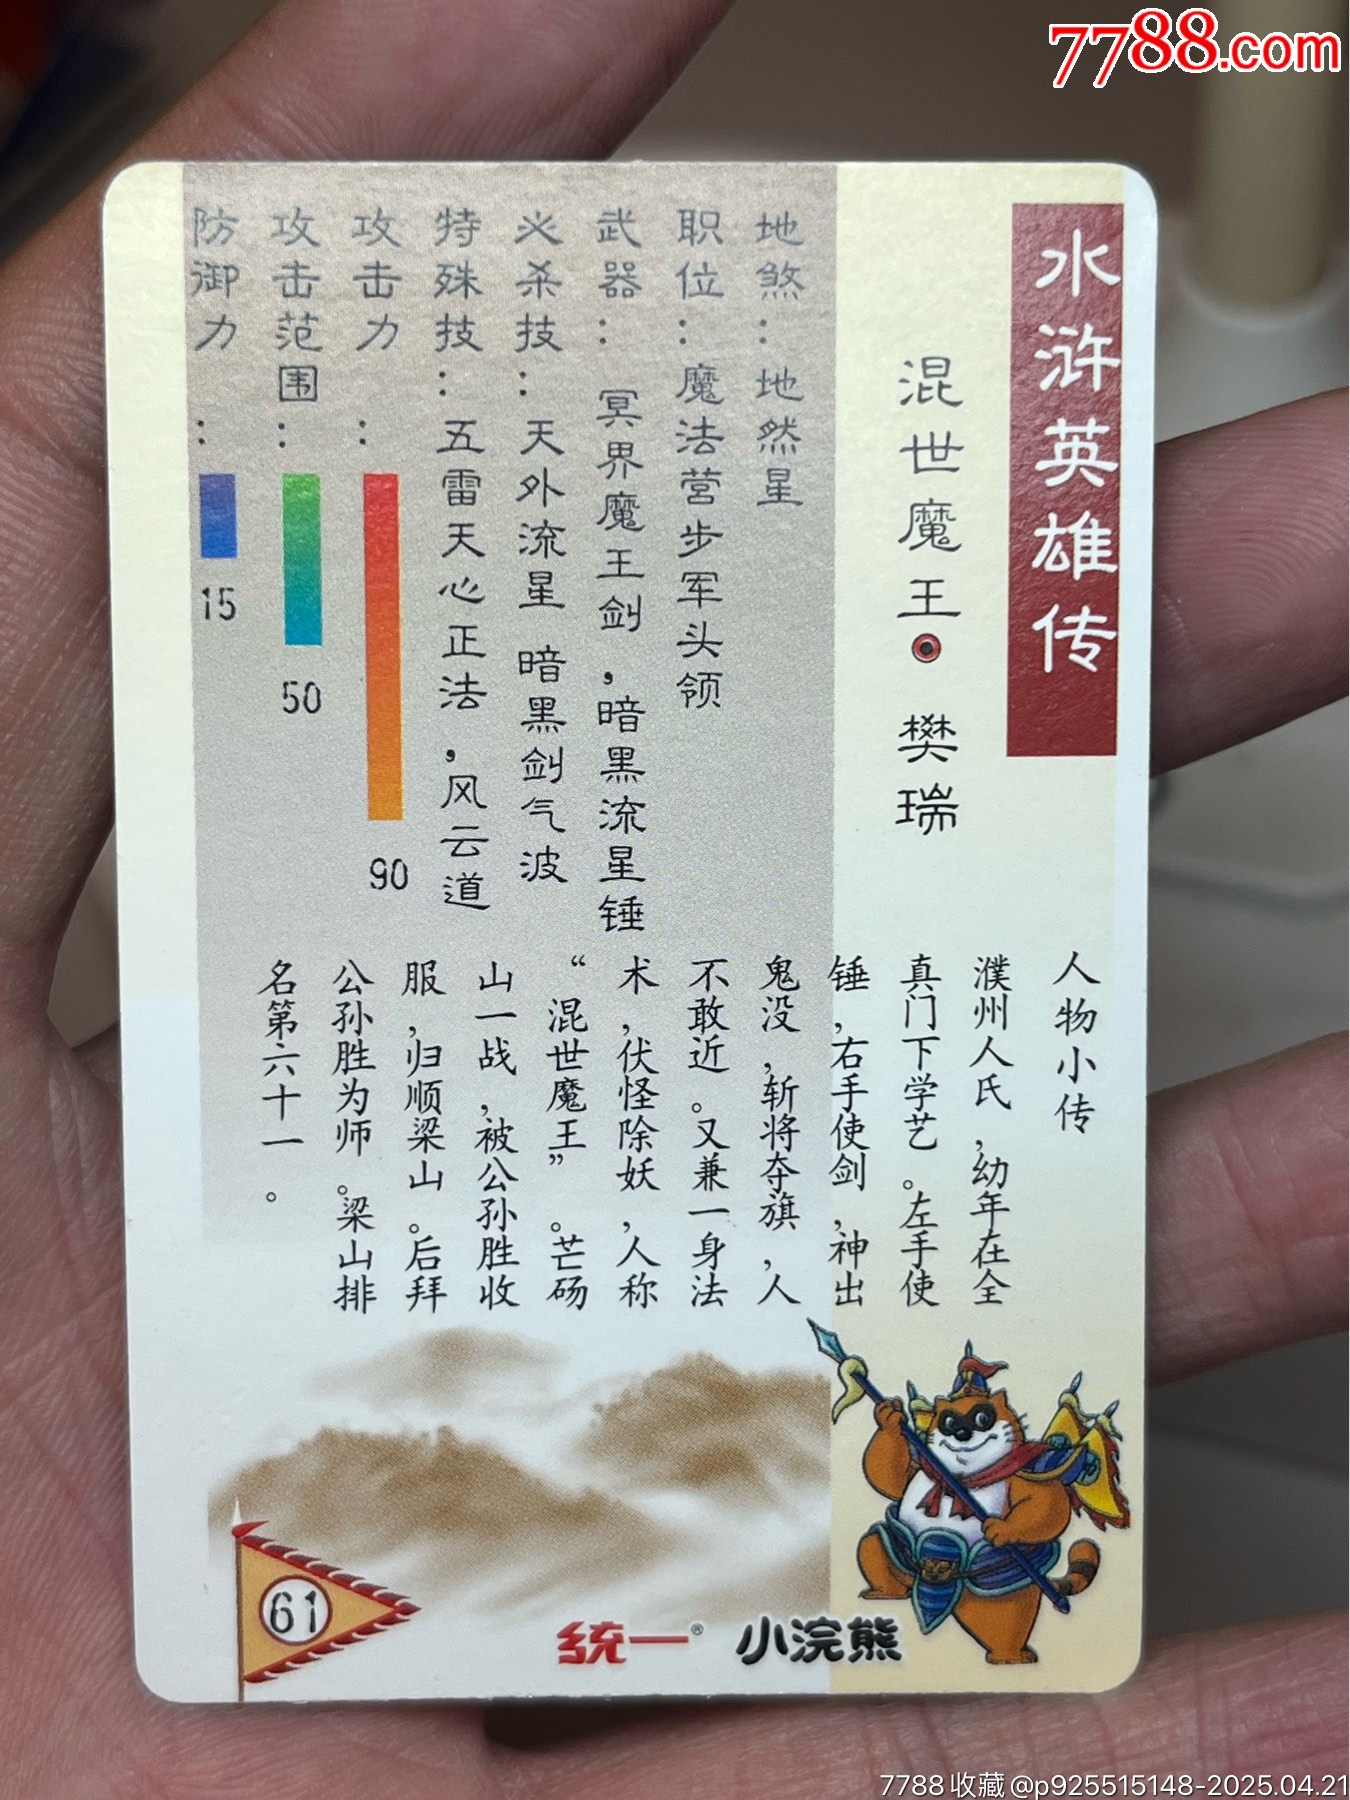 7788.com
水浒英雄传
混世魔王 樊瑞
地煞：地然星
职位：魔法营步军头领
武器： 冥界魔王剑，暗黑流星锤
必杀技：天外流星 暗黑剑气波
特殊技：五雷天心正法，风云道
攻击力 ： 90
攻击范围： 50
防御力 ： 15
人物小传
濮州人氏，幼年在全
真门下学艺。左手使
锤，右手使剑，神出
鬼没，斩将夺旗，人
不敢近。又兼一身法
术，伏怪除妖，人称
“混世魔王”。芒砀
山一战，被公孙胜收
服，归顺梁山。后拜
公孙胜为师。梁山排
名第六十一。
61
统一® 小浣熊
7788收藏@p925515148-2025.04.21